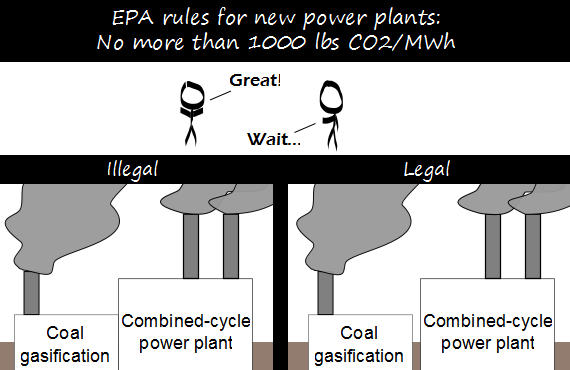 EPA rules for new power plants:
No more than 1000 lbs CO2/MWh
Great!
Wait...
Illegal
Legal
Coal
gasification
Combined-cycle
power plant
Coal
gasification
Combined-cycle
power plant